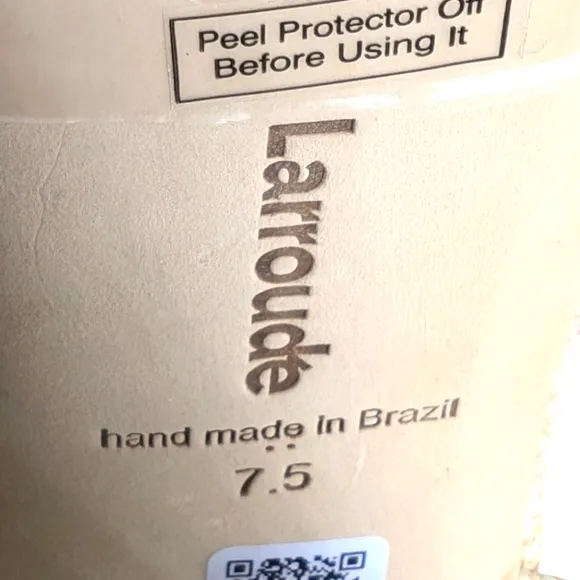 Peel Protector Off
Before Using It
Larroude
hand made in Brazil
7.5